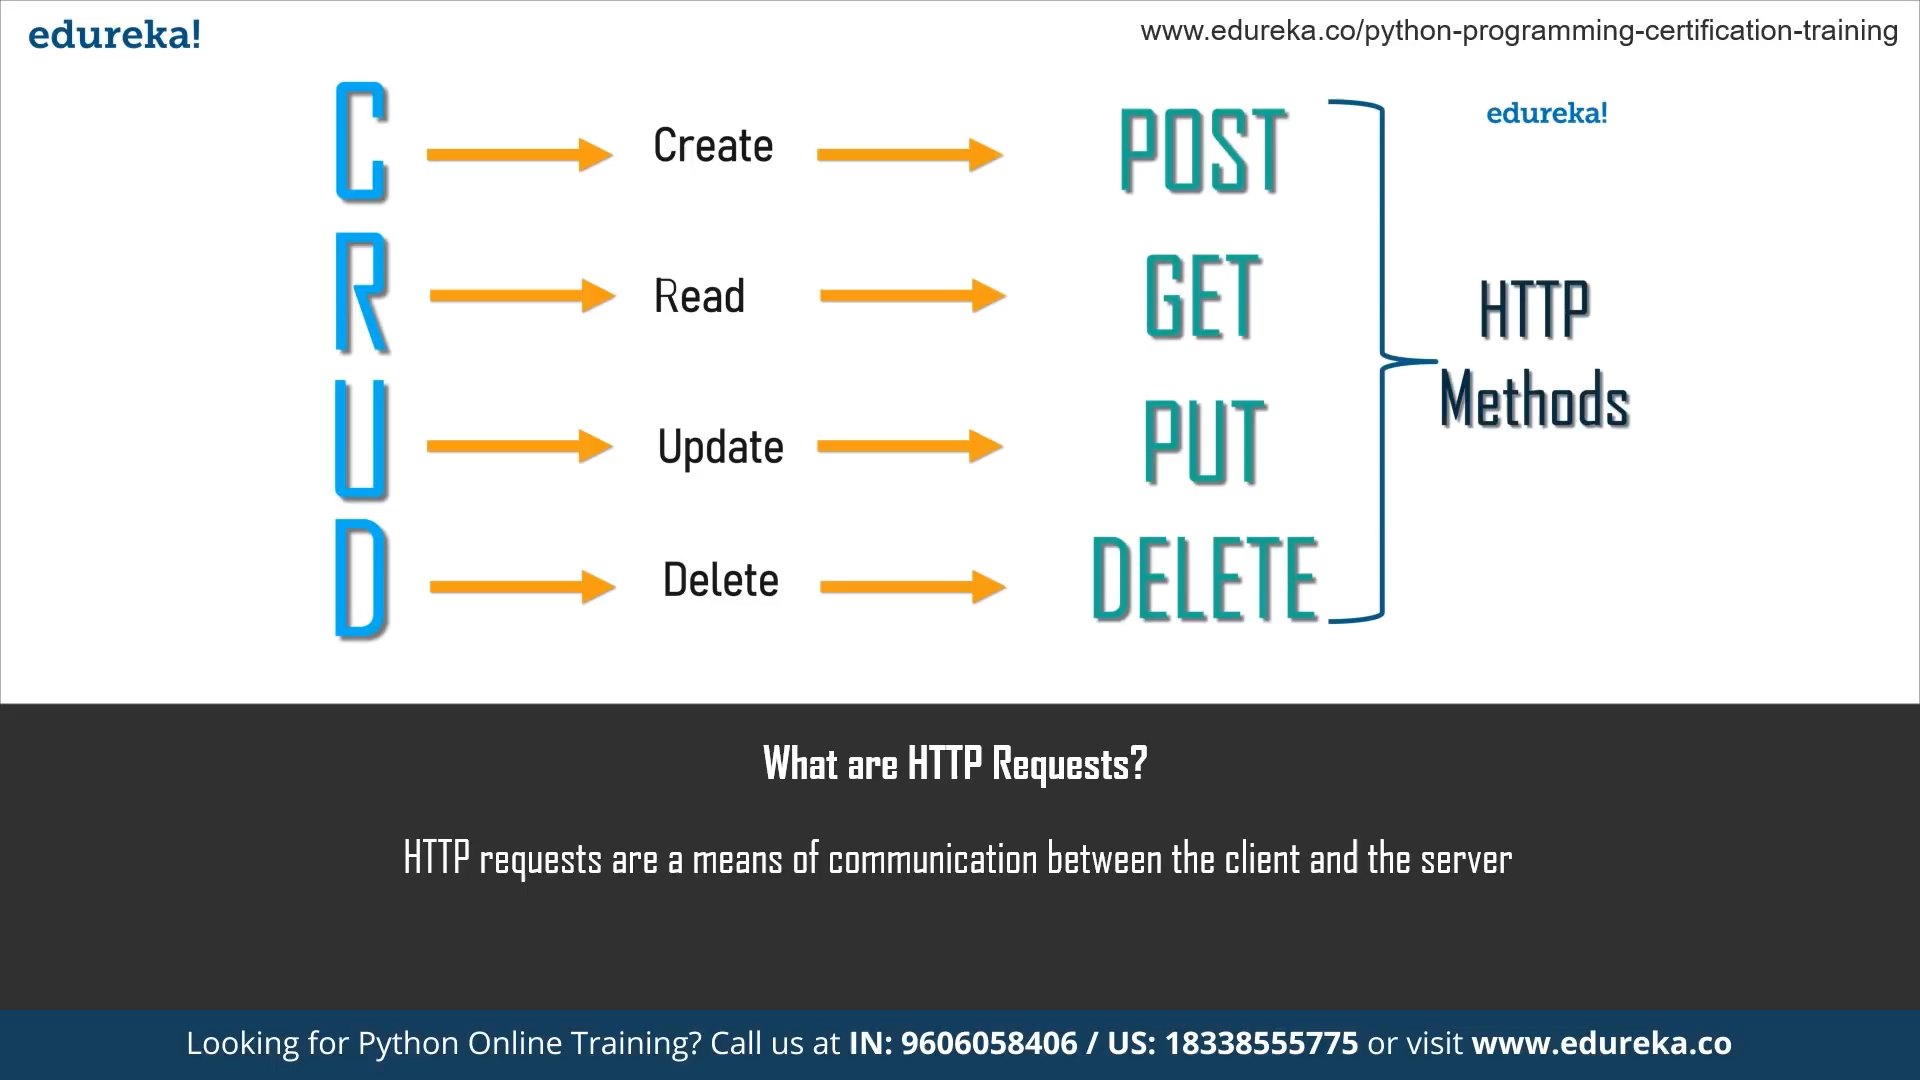 edureka!
www.edureka.co/python-programming-certification-training
edureka!
C Create POST
R Read GET
HTTP
Methods
U Update PUT
D Delete DELETE
What are HTTP Requests?
HTTP requests are a means of communication between the client and the server
Looking for Python Online Training? Call us at IN: 9606058406 / US: 18338555775 or visit www.edureka.co